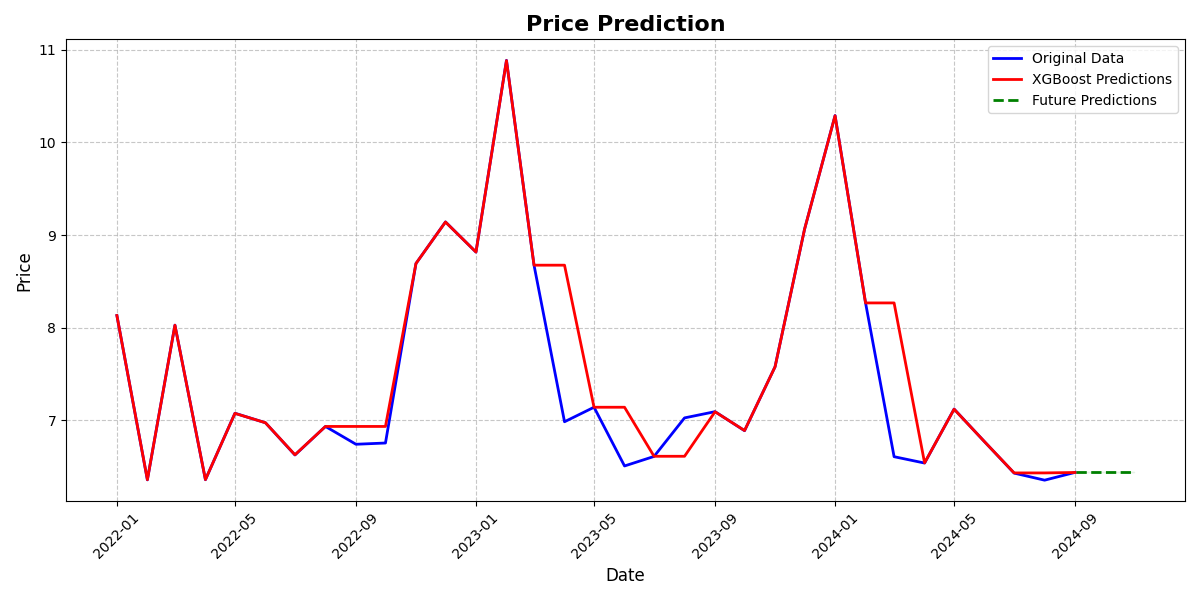 Price Prediction
Original Data
XGBoost Predictions
Future Predictions
Price
11
10
9
8
7
2022-01
2022-05
2022-09
2023-01
2023-05
2023-09
2024-01
2024-05
2024-09
Date